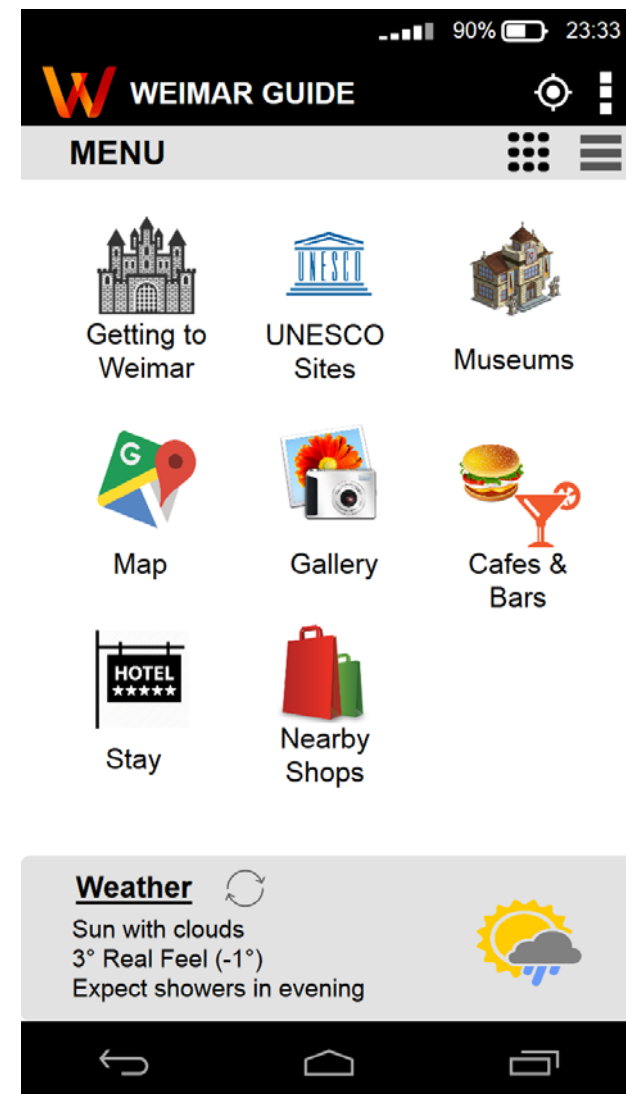 90% 23:33
WEIMAR GUIDE
MENU
UNESCO
Getting to
Weimar
UNESCO
Sites
Museums
G
Map
Gallery
Cafes &
Bars
HOTEL
★★★★★
Stay
Nearby
Shops
Weather
Sun with clouds
3° Real Feel (-1°)
Expect showers in evening